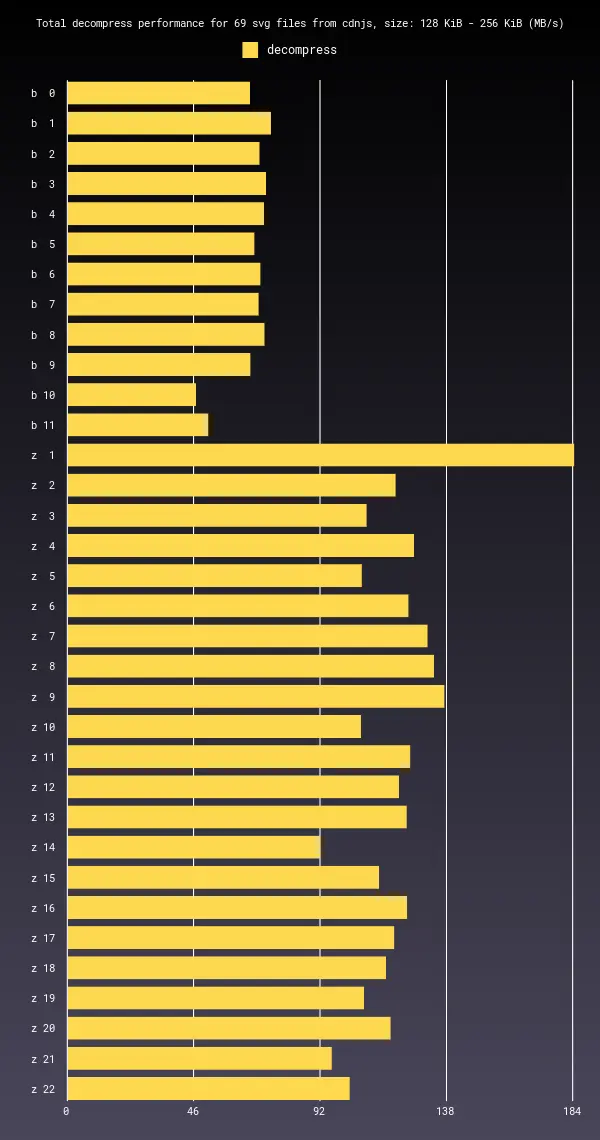 Total decompress performance for 69 svg files from cdnjs, size: 128 KiB - 256 KiB (MB/s)
decompress
b 0
b 1
b 2
b 3
b 4
b 5
b 6
b 7
b 8
b 9
b 10
b 11
z 1
z 2
z 3
z 4
z 5
z 6
z 7
z 8
z 9
z 10
z 11
z 12
z 13
z 14
z 15
z 16
z 17
z 18
z 19
z 20
z 21
z 22
0 46 92 138 184